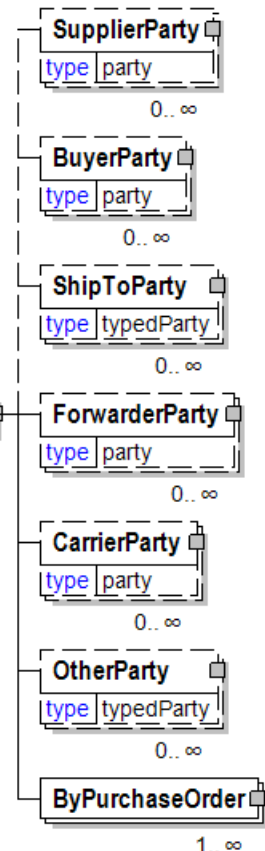 SupplierParty
type party
0.. ∞
BuyerParty
type party
0.. ∞
ShipToParty
type typedParty
0.. ∞
ForwarderParty
type party
0.. ∞
CarrierParty
type party
0.. ∞
OtherParty
type typedParty
0.. ∞
ByPurchaseOrder
1.. ∞